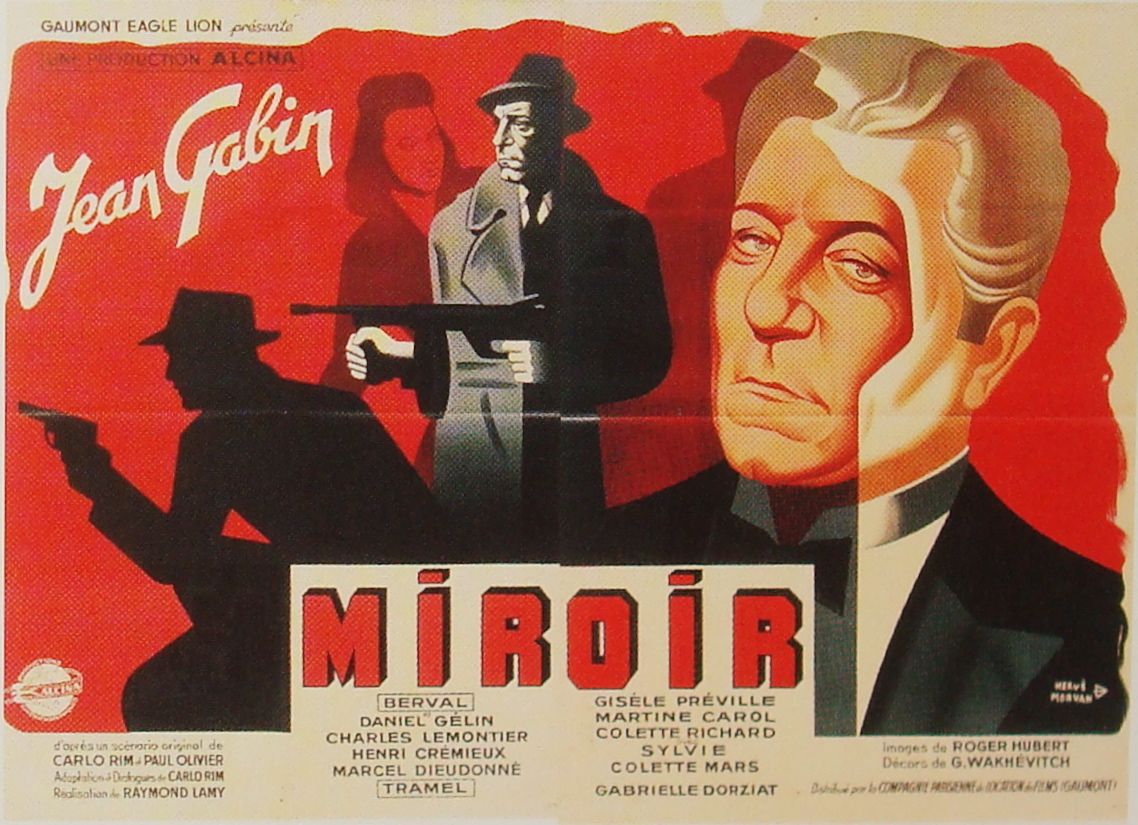 GAUMONT EAGLE LION présente
UNE PRODUCTION ALCINA
Jean Gabin
MIROIR
BERVAL
DANIEL GÉLIN
CHARLES LEMONTIER
HENRI CRÉMIEUX
MARCEL DIEUDONNÉ
TRAMEL
GISÈLE PRÉVILLE
MARTINE CAROL
COLETTE RICHARD
SYLVIE
COLETTE MARS
GABRIELLE DORZIAT
ALCINA
d'après un scénario original de
CARLO RIM et PAUL OLIVIER
Adaptation et Dialogues de CARLO RIM
Réalisation de RAYMOND LAMY
HERVÉ
MORVAN
Images de ROGER HUBERT
Décors de G. WAKHÉVITCH
Distribué par la COMPAGNIE PARISIENNE de LOCATION de FILMS (GAUMONT)